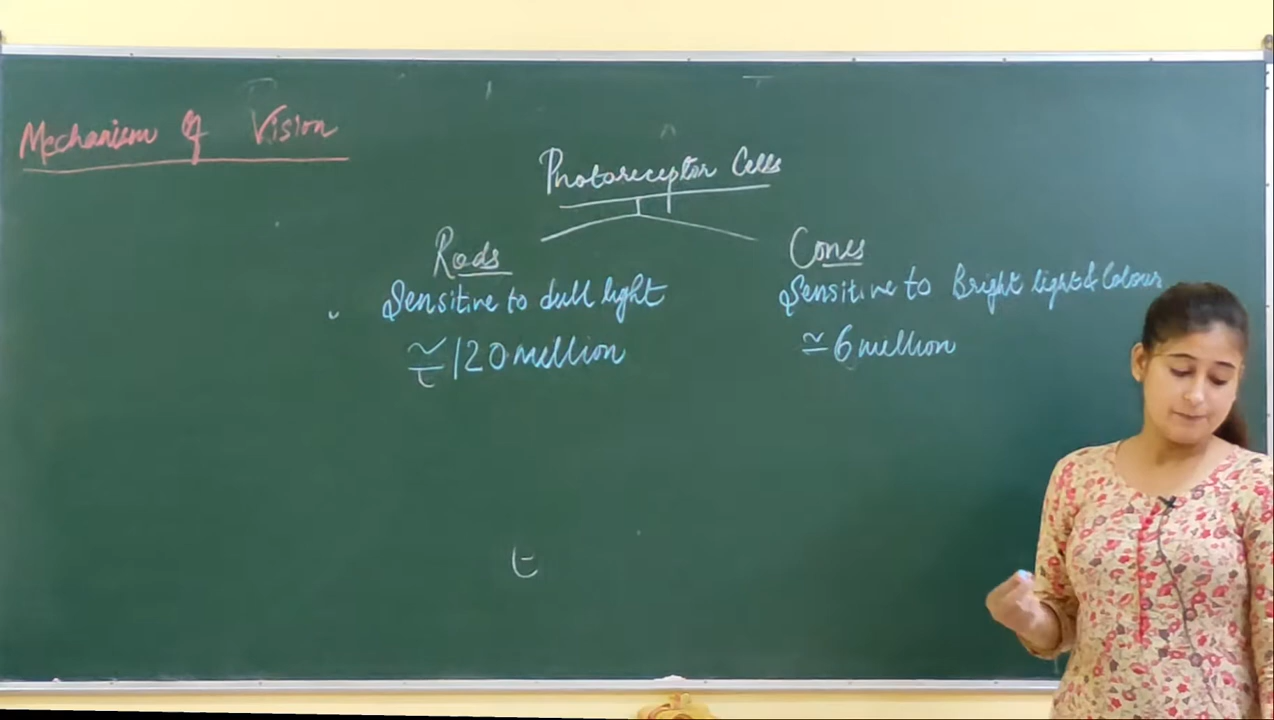 Mechanism of Vision
Photoreceptor Cells
Rods
Cones
Sensitive to dull light
Sensitive to Bright light & Colour
≃ 120 million
≃ 6 million